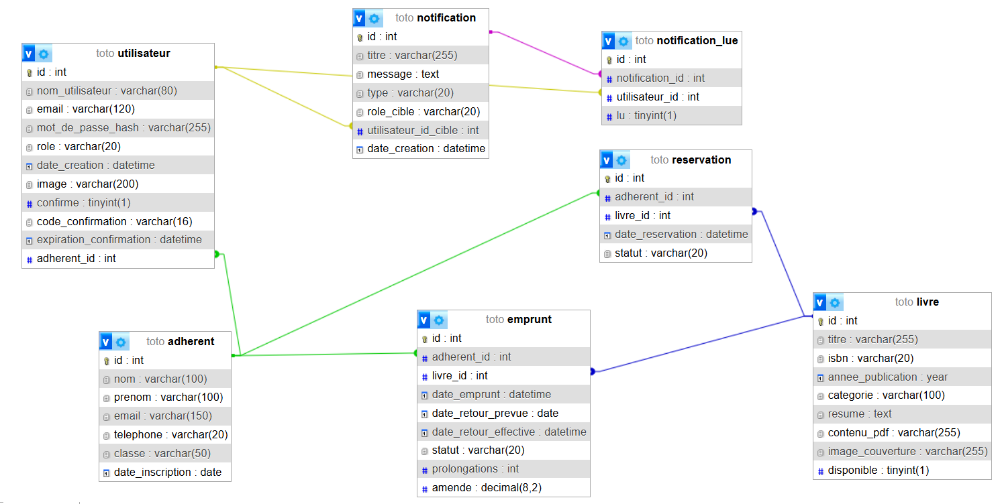 toto utilisateur
id : int
nom_utilisateur : varchar(80)
email : varchar(120)
mot_de_passe_hash : varchar(255)
role : varchar(20)
date_creation : datetime
image : varchar(200)
confirme : tinyint(1)
code_confirmation : varchar(16)
expiration_confirmation : datetime
adherent_id : int
toto notification
id : int
titre : varchar(255)
message : text
type : varchar(20)
role_cible : varchar(20)
utilisateur_id_cible : int
date_creation : datetime
toto notification_lue
id : int
notification_id : int
utilisateur_id : int
lu : tinyint(1)
toto reservation
id : int
adherent_id : int
livre_id : int
date_reservation : datetime
statut : varchar(20)
toto adherent
id : int
nom : varchar(100)
prenom : varchar(100)
email : varchar(150)
telephone : varchar(20)
classe : varchar(50)
date_inscription : date
toto emprunt
id : int
adherent_id : int
livre_id : int
date_emprunt : datetime
date_retour_prevue : date
date_retour_effective : datetime
statut : varchar(20)
prolongations : int
amende : decimal(8,2)
toto livre
id : int
titre : varchar(255)
isbn : varchar(20)
annee_publication : year
categorie : varchar(100)
resume : text
contenu_pdf : varchar(255)
image_couverture : varchar(255)
disponible : tinyint(1)